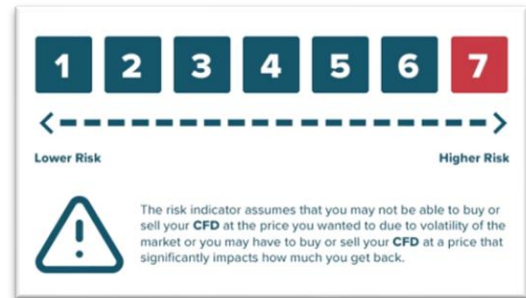 1 2 3 4 5 6 7
Lower Risk Higher Risk
The risk indicator assumes that you may not be able to buy or
sell your CFD at the price you wanted to due to volatility of the
market or you may have to buy or sell your CFD at a price that
significantly impacts how much you get back.